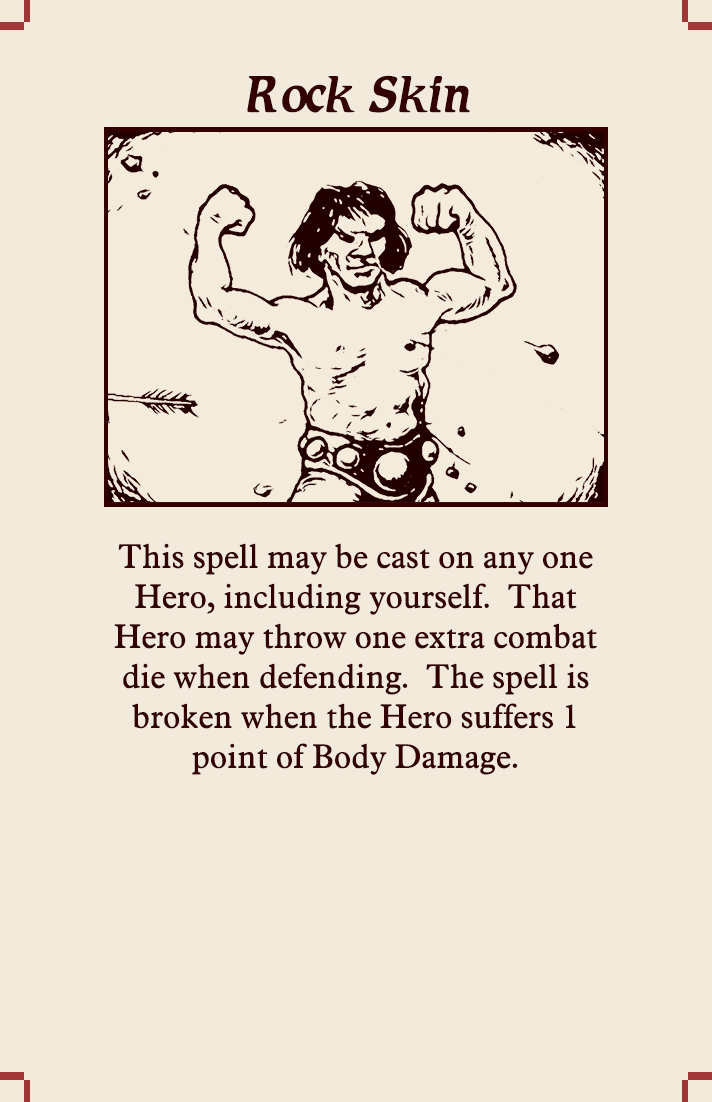 Rock Skin
This spell may be cast on any one
Hero, including yourself.  That
Hero may throw one extra combat
die when defending.  The spell is
broken when the Hero suffers 1
point of Body Damage.